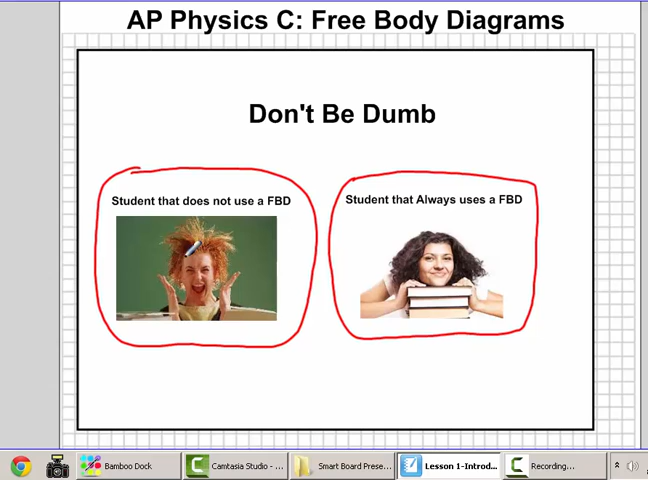 AP Physics C: Free Body Diagrams
Don't Be Dumb
Student that does not use a FBD
Student that Always uses a FBD
Bamboo Dock
Camtasia Studio - ...
Smart Board Prese...
Lesson 1-Introd...
Recording...